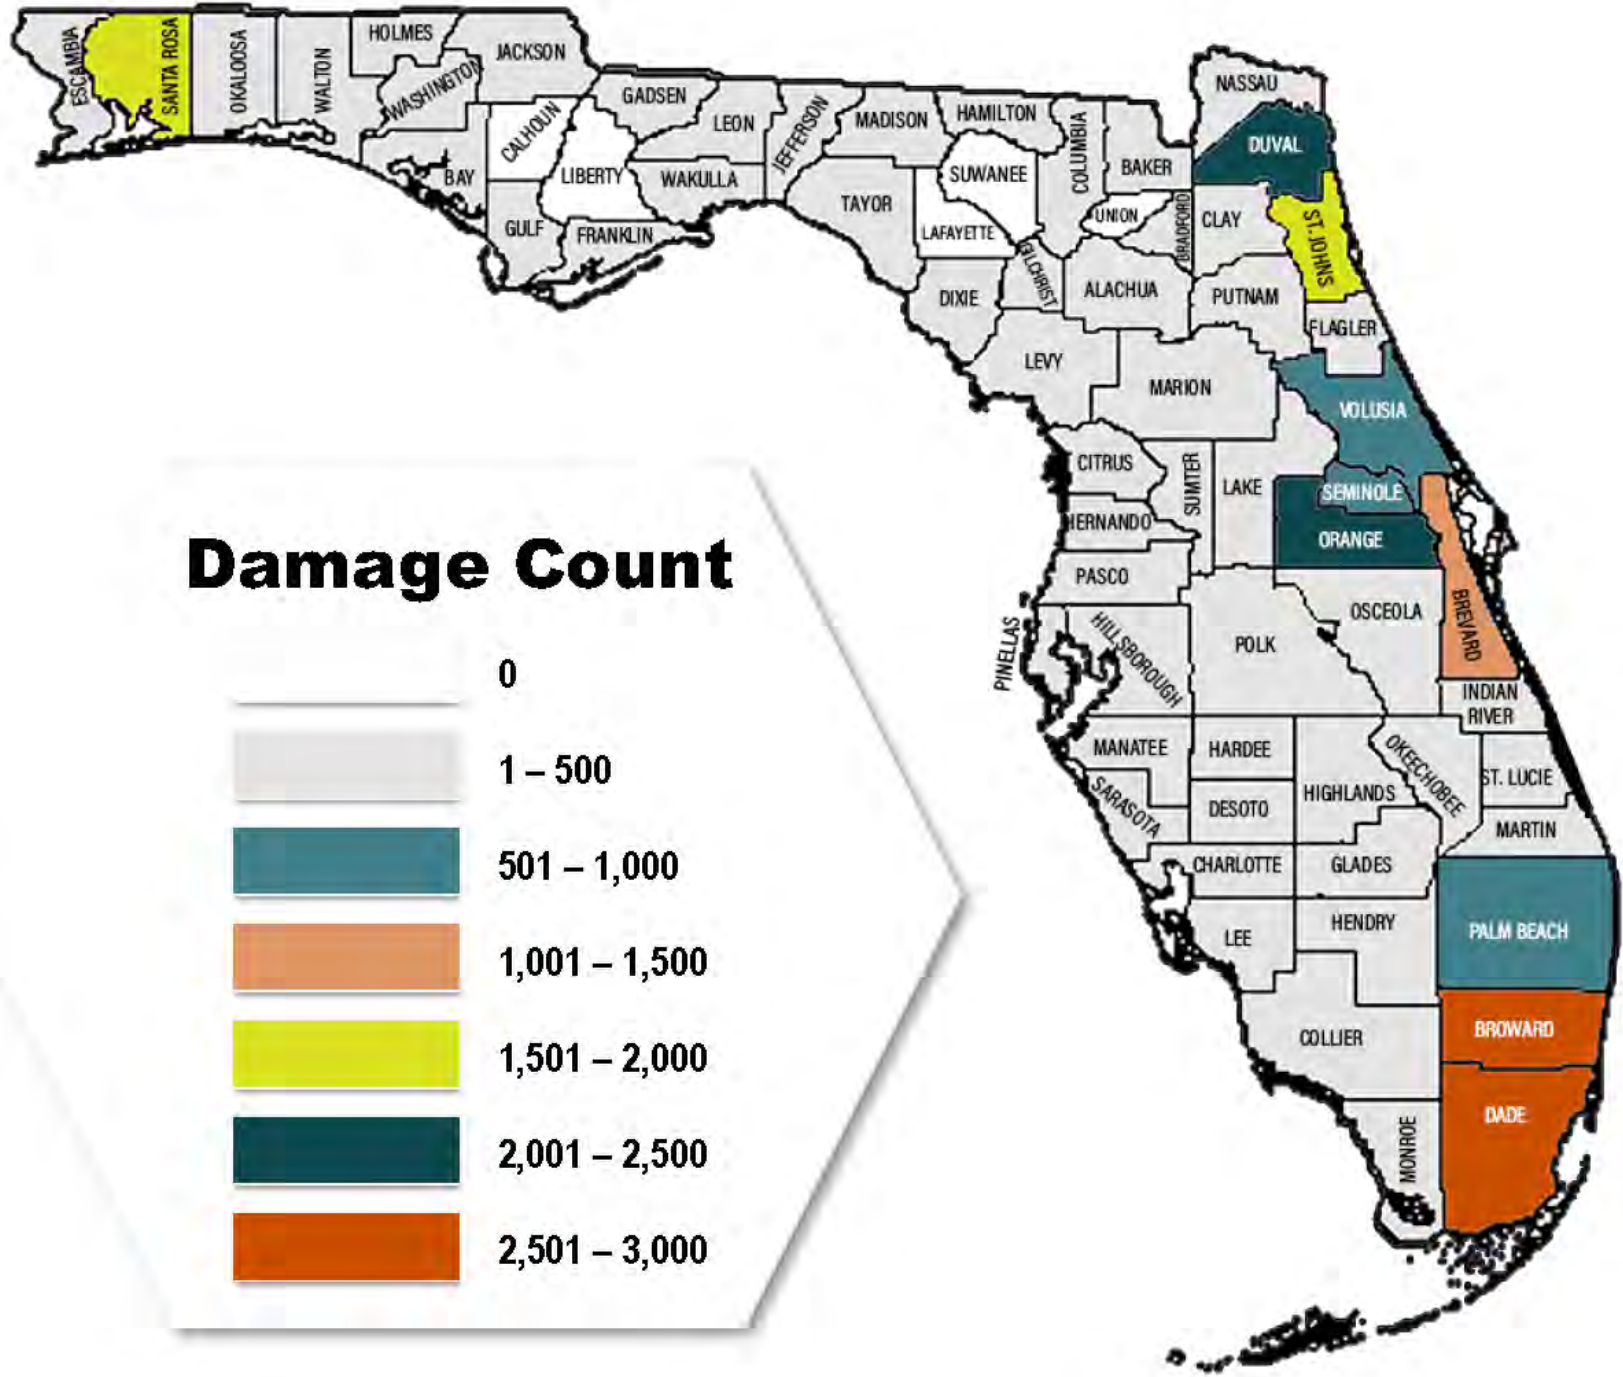 ESCAMBIA
SANTA ROSA
OKALOOSA
WALTON
HOLMES
WASHINGTON
JACKSON
CALHOUN
BAY
GULF
LIBERTY
FRANKLIN
GADSEN
LEON
WAKULLA
JEFFERSON
MADISON
TAYOR
HAMILTON
SUWANEE
LAFAYETTE
COLUMBIA
BAKER
UNION
BRADFORD
NASSAU
DUVAL
CLAY
ST. JOHNS
DIXIE
GILCHRIST
ALACHUA
PUTNAM
FLAGLER
LEVY
MARION
VOLUSIA
CITRUS
SUMTER
LAKE
SEMINOLE
HERNANDO
ORANGE
PASCO
OSCEOLA
BREVARD
PINELLAS
HILLSBOROUGH
POLK
INDIAN
RIVER
MANATEE
HARDEE
OKEECHOBEE
ST. LUCIE
SARASOTA
DESOTO
HIGHLANDS
MARTIN
CHARLOTTE
GLADES
LEE
HENDRY
PALM BEACH
COLLIER
BROWARD
DADE
MONROE
Damage Count
0
1 – 500
501 – 1,000
1,001 – 1,500
1,501 – 2,000
2,001 – 2,500
2,501 – 3,000